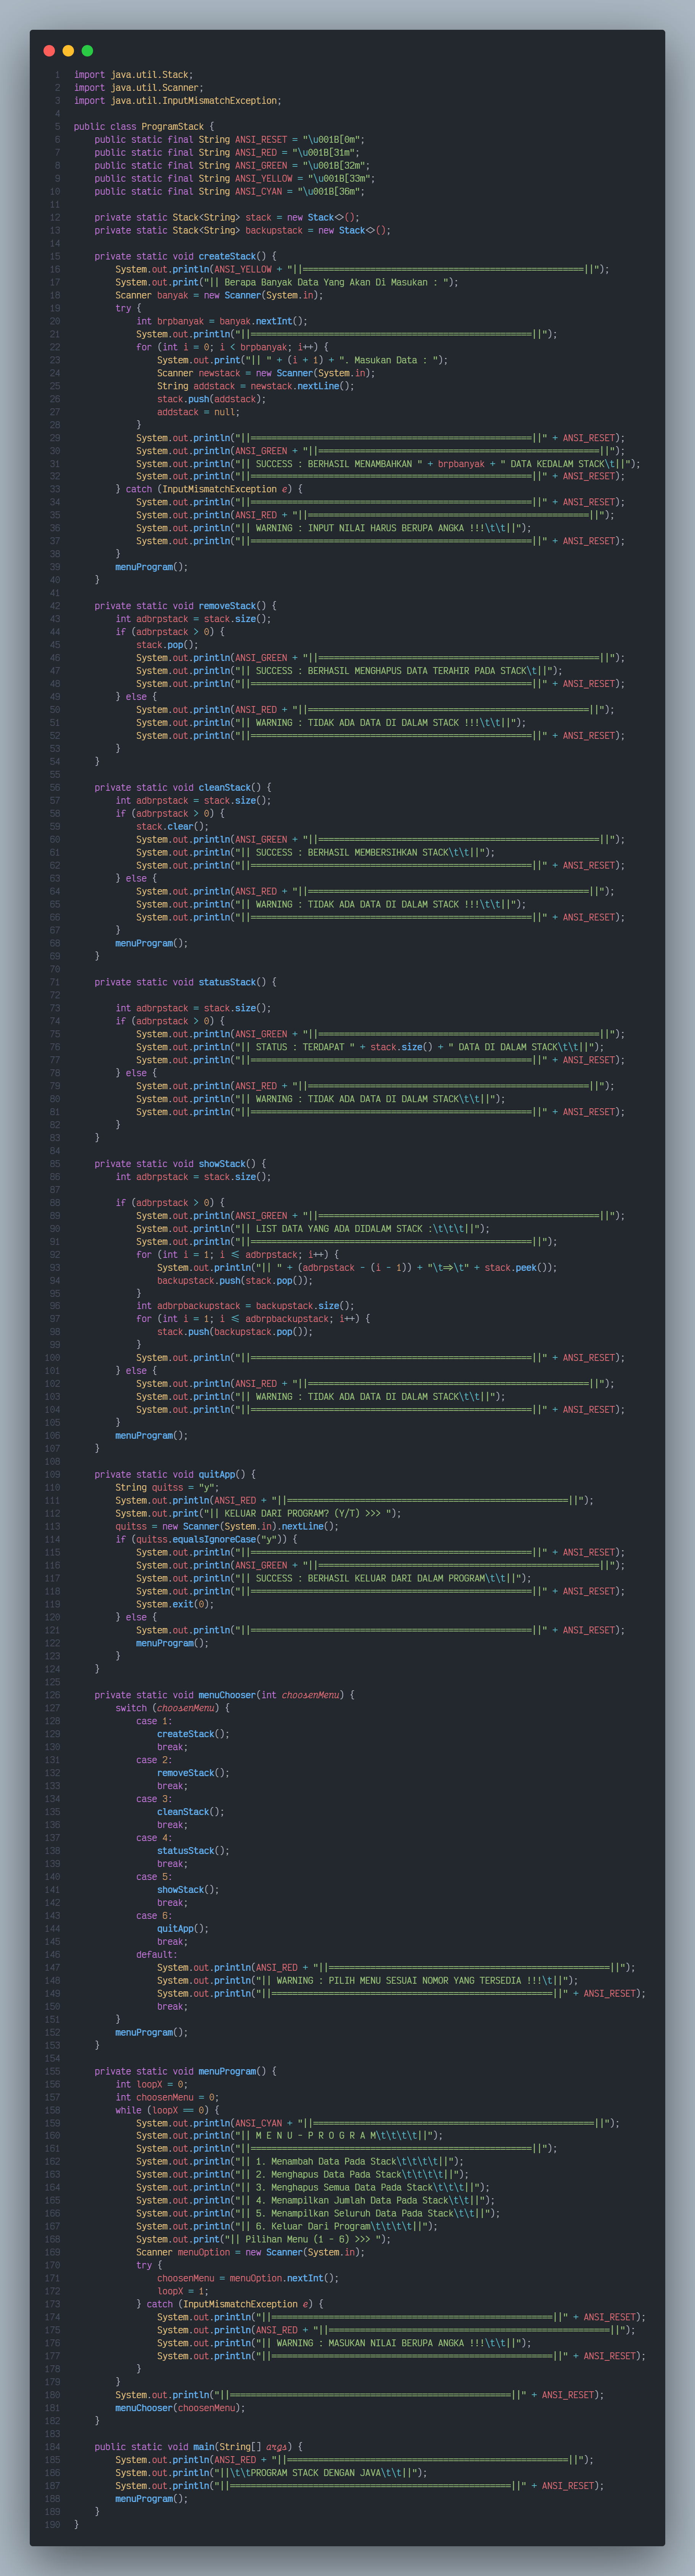 1 import java.util.Stack;
2 import java.util.Scanner;
3 import java.util.InputMismatchException;
4
5 public class ProgramStack {
6     public static final String ANSI_RESET = "\u001B[0m";
7     public static final String ANSI_RED = "\u001B[31m";
8     public static final String ANSI_GREEN = "\u001B[32m";
9     public static final String ANSI_YELLOW = "\u001B[33m";
10     public static final String ANSI_CYAN = "\u001B[36m";
11
12     private static Stack<String> stack = new Stack<>();
13     private static Stack<String> backupstack = new Stack<>();
14
15     private static void createStack() {
16         System.out.println(ANSI_YELLOW + "||======================================================||");
17         System.out.print("|| Berapa Banyak Data Yang Akan Di Masukan : ");
18         Scanner banyak = new Scanner(System.in);
19         try {
20             int brpbanyak = banyak.nextInt();
21             System.out.println("||======================================================||");
22             for (int i = 0; i < brpbanyak; i++) {
23                 System.out.print("|| " + (i + 1) + ". Masukan Data : ");
24                 Scanner newstack = new Scanner(System.in);
25                 String addstack = newstack.nextLine();
26                 stack.push(addstack);
27                 addstack = null;
28             }
29             System.out.println("||======================================================||" + ANSI_RESET);
30             System.out.println(ANSI_GREEN + "||======================================================||");
31             System.out.println("|| SUCCESS : BERHASIL MENAMBAHKAN " + brpbanyak + " DATA KEDALAM STACK\t||");
32             System.out.println("||======================================================||" + ANSI_RESET);
33         } catch (InputMismatchException e) {
34             System.out.println("||======================================================||" + ANSI_RESET);
35             System.out.println(ANSI_RED + "||======================================================||");
36             System.out.println("|| WARNING : INPUT NILAI HARUS BERUPA ANGKA !!!\t\t||");
37             System.out.println("||======================================================||" + ANSI_RESET);
38         }
39         menuProgram();
40     }
41
42     private static void removeStack() {
43         int adbrpstack = stack.size();
44         if (adbrpstack > 0) {
45             stack.pop();
46             System.out.println(ANSI_GREEN + "||======================================================||");
47             System.out.println("|| SUCCESS : BERHASIL MENGHAPUS DATA TERAHIR PADA STACK\t||");
48             System.out.println("||======================================================||" + ANSI_RESET);
49         } else {
50             System.out.println(ANSI_RED + "||======================================================||");
51             System.out.println("|| WARNING : TIDAK ADA DATA DI DALAM STACK !!!\t\t||");
52             System.out.println("||======================================================||" + ANSI_RESET);
53         }
54     }
55
56     private static void cleanStack() {
57         int adbrpstack = stack.size();
58         if (adbrpstack > 0) {
59             stack.clear();
60             System.out.println(ANSI_GREEN + "||======================================================||");
61             System.out.println("|| SUCCESS : BERHASIL MEMBERSIHKAN STACK\t\t||");
62             System.out.println("||======================================================||" + ANSI_RESET);
63         } else {
64             System.out.println(ANSI_RED + "||======================================================||");
65             System.out.println("|| WARNING : TIDAK ADA DATA DI DALAM STACK !!!\t\t||");
66             System.out.println("||======================================================||" + ANSI_RESET);
67         }
68         menuProgram();
69     }
70
71     private static void statusStack() {
72
73         int adbrpstack = stack.size();
74         if (adbrpstack > 0) {
75             System.out.println(ANSI_GREEN + "||======================================================||");
76             System.out.println("|| STATUS : TERDAPAT " + stack.size() + " DATA DI DALAM STACK\t\t||");
77             System.out.println("||======================================================||" + ANSI_RESET);
78         } else {
79             System.out.println(ANSI_RED + "||======================================================||");
80             System.out.println("|| WARNING : TIDAK ADA DATA DI DALAM STACK\t\t||");
81             System.out.println("||======================================================||" + ANSI_RESET);
82         }
83     }
84
85     private static void showStack() {
86         int adbrpstack = stack.size();
87
88         if (adbrpstack > 0) {
89             System.out.println(ANSI_GREEN + "||======================================================||");
90             System.out.println("|| LIST DATA YANG ADA DIDALAM STACK :\t\t\t||");
91             System.out.println("||======================================================||");
92             for (int i = 1; i <= adbrpstack; i++) {
93                 System.out.println("|| " + (adbrpstack - (i - 1)) + "\t=>\t" + stack.peek());
94                 backupstack.push(stack.pop());
95             }
96             int adbrpbackupstack = backupstack.size();
97             for (int i = 1; i <= adbrpbackupstack; i++) {
98                 stack.push(backupstack.pop());
99             }
100             System.out.println("||======================================================||" + ANSI_RESET);
101         } else {
102             System.out.println(ANSI_RED + "||======================================================||");
103             System.out.println("|| WARNING : TIDAK ADA DATA DI DALAM STACK\t\t||");
104             System.out.println("||======================================================||" + ANSI_RESET);
105         }
106         menuProgram();
107     }
108
109     private static void quitApp() {
110         String quitss = "y";
111         System.out.println(ANSI_RED + "||======================================================||");
112         System.out.print("|| KELUAR DARI PROGRAM? (Y/T) >>> ");
113         quitss = new Scanner(System.in).nextLine();
114         if (quitss.equalsIgnoreCase("y")) {
115             System.out.println("||======================================================||" + ANSI_RESET);
116             System.out.println(ANSI_GREEN + "||======================================================||");
117             System.out.println("|| SUCCESS : BERHASIL KELUAR DARI DALAM PROGRAM\t\t||");
118             System.out.println("||======================================================||" + ANSI_RESET);
119             System.exit(0);
120         } else {
121             System.out.println("||======================================================||" + ANSI_RESET);
122             menuProgram();
123         }
124     }
125
126     private static void menuChooser(int choosenMenu) {
127         switch (choosenMenu) {
128             case 1:
129                 createStack();
130                 break;
131             case 2:
132                 removeStack();
133                 break;
134             case 3:
135                 cleanStack();
136                 break;
137             case 4:
138                 statusStack();
139                 break;
140             case 5:
141                 showStack();
142                 break;
143             case 6:
144                 quitApp();
145                 break;
146             default:
147                 System.out.println(ANSI_RED + "||======================================================||");
148                 System.out.println("|| WARNING : PILIH MENU SESUAI NOMOR YANG TERSEDIA !!!\t||");
149                 System.out.println("||======================================================||" + ANSI_RESET);
150                 break;
151         }
152         menuProgram();
153     }
154
155     private static void menuProgram() {
156         int loopX = 0;
157         int choosenMenu = 0;
158         while (loopX == 0) {
159             System.out.println(ANSI_CYAN + "||======================================================||");
160             System.out.println("|| M E N U - P R O G R A M\t\t\t\t||");
161             System.out.println("||======================================================||");
162             System.out.println("|| 1. Menambah Data Pada Stack\t\t\t\t||");
163             System.out.println("|| 2. Menghapus Data Pada Stack\t\t\t\t||");
164             System.out.println("|| 3. Menghapus Semua Data Pada Stack\t\t\t||");
165             System.out.println("|| 4. Menampilkan Jumlah Data Pada Stack\t\t||");
166             System.out.println("|| 5. Menampilkan Seluruh Data Pada Stack\t\t||");
167             System.out.println("|| 6. Keluar Dari Program\t\t\t\t||");
168             System.out.print("|| Pilihan Menu (1 - 6) >>> ");
169             Scanner menuOption = new Scanner(System.in);
170             try {
171                 choosenMenu = menuOption.nextInt();
172                 loopX = 1;
173             } catch (InputMismatchException e) {
174                 System.out.println("||======================================================||" + ANSI_RESET);
175                 System.out.println(ANSI_RED + "||======================================================||");
176                 System.out.println("|| WARNING : MASUKAN NILAI BERUPA ANGKA !!!\t\t||");
177                 System.out.println("||======================================================||" + ANSI_RESET);
178             }
179         }
180         System.out.println("||======================================================||" + ANSI_RESET);
181         menuChooser(choosenMenu);
182     }
183
184     public static void main(String[] args) {
185         System.out.println(ANSI_RED + "||======================================================||");
186         System.out.println("||\t\tPROGRAM STACK DENGAN JAVA\t\t||");
187         System.out.println("||======================================================||" + ANSI_RESET);
188         menuProgram();
189     }
190 }